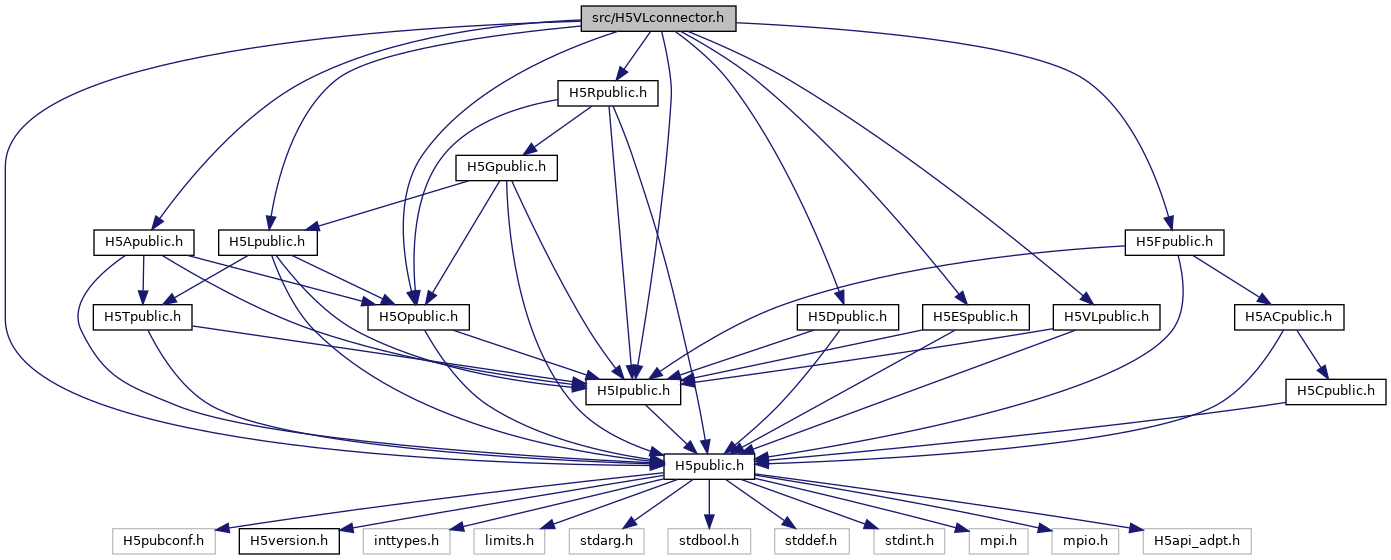 src/H5VLconnector.h
H5Rpublic.h
H5Gpublic.h
H5Apublic.h
H5Lpublic.h
H5Fpublic.h
H5Tpublic.h
H5Opublic.h
H5Dpublic.h
H5ESpublic.h
H5VLpublic.h
H5ACpublic.h
H5Ipublic.h
H5Cpublic.h
H5public.h
H5pubconf.h
H5version.h
inttypes.h
limits.h
stdarg.h
stdbool.h
stddef.h
stdint.h
mpi.h
mpio.h
H5api_adpt.h